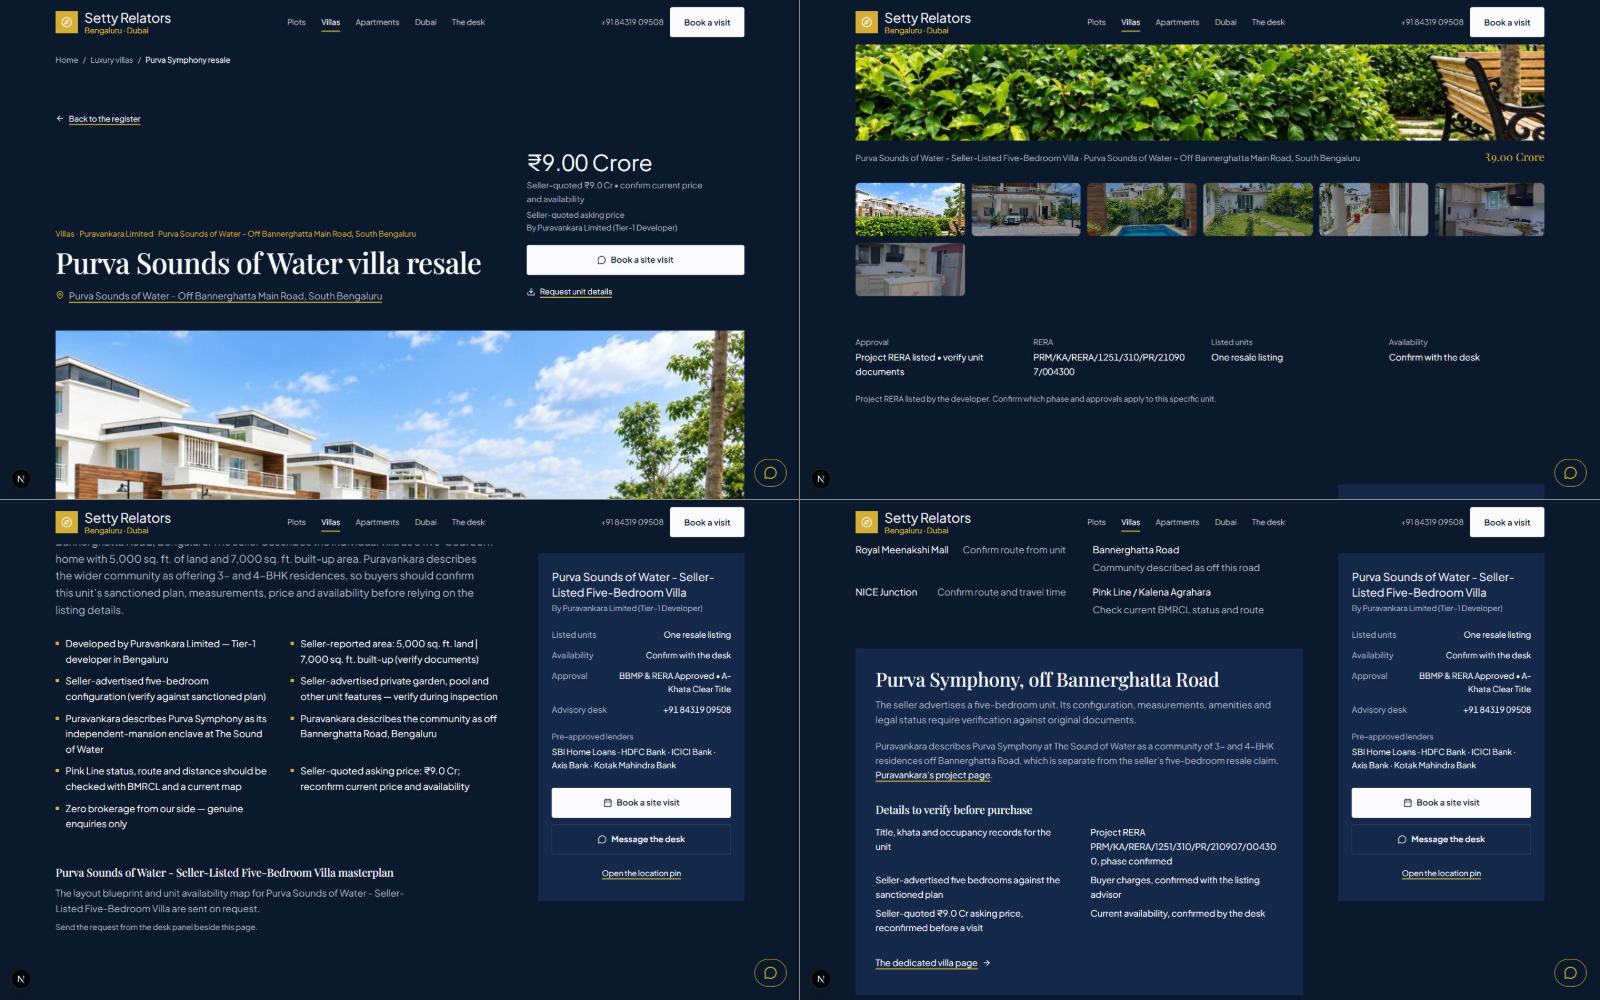 Setty Relators
Bengaluru · Dubai
Plots Villas Apartments Dubai The desk
+91 84319 09508
Book a visit
Home / Luxury villas / Purva Symphony resale
Back to the register
₹9.00 Crore
Seller-quoted ₹9.0 Cr • confirm current price
and availability
Seller-quoted asking price
By Puravankara Limited (Tier-1 Developer)
Villas · Puravankara Limited · Purva Sounds of Water - Off Bannerghatta Main Road, South Bengaluru
Purva Sounds of Water villa resale
Purva Sounds of Water - Off Bannerghatta Main Road, South Bengaluru
Book a site visit
Request unit details
N
Setty Relators
Bengaluru · Dubai
Plots Villas Apartments Dubai The desk
+91 84319 09508
Book a visit
Purva Sounds of Water - Seller-Listed Five-Bedroom Villa · Purva Sounds of Water - Off Bannerghatta Main Road, South Bengaluru
₹9.00 Crore
Approval
Project RERA listed • verify unit
documents
RERA
PRM/KA/RERA/1251/310/PR/21090
7/004300
Listed units
One resale listing
Availability
Confirm with the desk
Project RERA listed by the developer. Confirm which phase and approvals apply to this specific unit.
N
Setty Relators
Bengaluru · Dubai
Plots Villas Apartments Dubai The desk
+91 84319 09508
Book a visit
home with 5,000 sq. ft. of land and 7,000 sq. ft. built-up area. Puravankara describes
the wider community as offering 3- and 4-BHK residences, so buyers should confirm
this unit's sanctioned plan, measurements, price and availability before relying on the
listing details.
Developed by Puravankara Limited — Tier-1
developer in Bengaluru
Seller-reported area: 5,000 sq. ft. land |
7,000 sq. ft. built-up (verify documents)
Seller-advertised five-bedroom
configuration (verify against sanctioned plan)
Seller-advertised private garden, pool and
other unit features — verify during inspection
Puravankara describes Purva Symphony as its
independent-mansion enclave at The Sound
of Water
Puravankara describes the community as off
Bannerghatta Road, Bengaluru
Pink Line status, route and distance should be
checked with BMRCL and a current map
Seller-quoted asking price: ₹9.0 Cr;
reconfirm current price and availability
Zero brokerage from our side — genuine
enquiries only
Purva Sounds of Water - Seller-Listed Five-Bedroom Villa masterplan
The layout blueprint and unit availability map for Purva Sounds of Water - Seller-
Listed Five-Bedroom Villa are sent on request.
Send the request from the desk panel beside this page.
Purva Sounds of Water - Seller-
Listed Five-Bedroom Villa
By Puravankara Limited (Tier-1 Developer)
Listed units One resale listing
Availability Confirm with the desk
Approval BBMP & RERA Approved • A-
Khata Clear Title
Advisory desk +91 84319 09508
Pre-approved lenders
SBI Home Loans · HDFC Bank · ICICI Bank ·
Axis Bank · Kotak Mahindra Bank
Book a site visit
Message the desk
Open the location pin
N
Setty Relators
Bengaluru · Dubai
Plots Villas Apartments Dubai The desk
+91 84319 09508
Book a visit
Royal Meenakshi Mall Confirm route from unit
Bannerghatta Road
Community described as off this road
NICE Junction Confirm route and travel time
Pink Line / Kalena Agrahara
Check current BMRCL status and route
Purva Symphony, off Bannerghatta Road
The seller advertises a five-bedroom unit. Its configuration, measurements, amenities and
legal status require verification against original documents.
Puravankara describes Purva Symphony at The Sound of Water as a community of 3- and 4-BHK
residences off Bannerghatta Road, which is separate from the seller's five-bedroom resale claim.
Puravankara's project page.
Details to verify before purchase
Title, khata and occupancy records for the
unit
Project RERA
PRM/KA/RERA/1251/310/PR/210907/00430
0, phase confirmed
Seller-advertised five bedrooms against the
sanctioned plan
Buyer charges, confirmed with the listing
advisor
Seller-quoted ₹9.0 Cr asking price,
reconfirmed before a visit
Current availability, confirmed by the desk
The dedicated villa page
Purva Sounds of Water - Seller-
Listed Five-Bedroom Villa
By Puravankara Limited (Tier-1 Developer)
Listed units One resale listing
Availability Confirm with the desk
Approval BBMP & RERA Approved • A-
Khata Clear Title
Advisory desk +91 84319 09508
Pre-approved lenders
SBI Home Loans · HDFC Bank · ICICI Bank ·
Axis Bank · Kotak Mahindra Bank
Book a site visit
Message the desk
Open the location pin
N